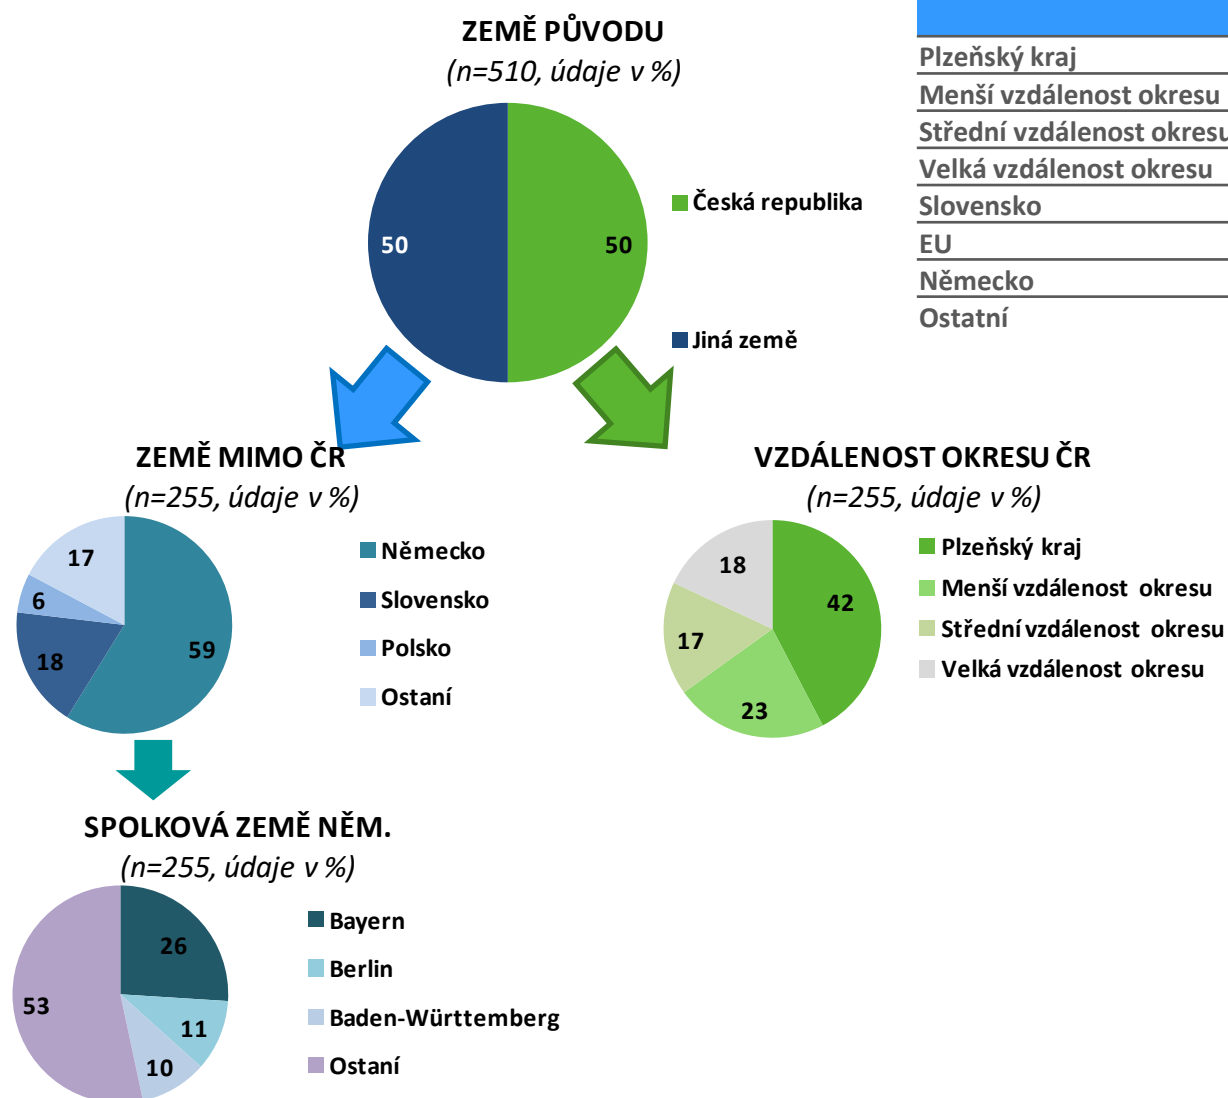 ZEMĚ PŮVODU
(n=510, údaje v %)
50
50
Česká republika
Jiná země
Plzeňský kraj
Menší vzdálenost okresu
Střední vzdálenost okresu
Velká vzdálenost okresu
Slovensko
EU
Německo
Ostatní
ZEMĚ MIMO ČR
(n=255, údaje v %)
17
6
18
59
Německo
Slovensko
Polsko
Ostaní
VZDÁLENOST OKRESU ČR
(n=255, údaje v %)
18
42
17
23
Plzeňský kraj
Menší vzdálenost okresu
Střední vzdálenost okresu
Velká vzdálenost okresu
SPOLKOVÁ ZEMĚ NĚM.
(n=255, údaje v %)
26
53
11
10
Bayern
Berlin
Baden-Württemberg
Ostaní